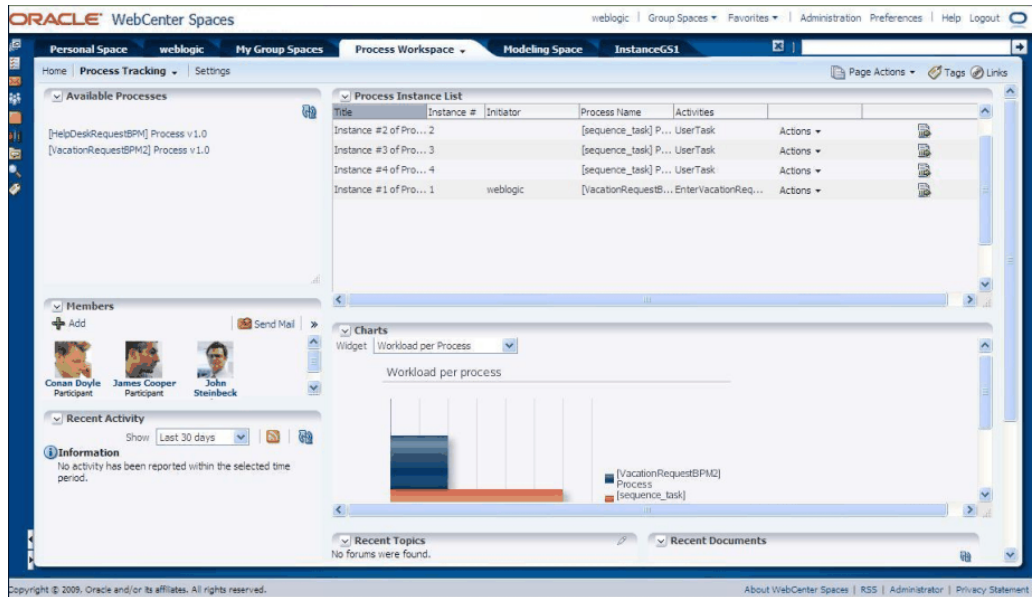 ORACLE WebCenter Spaces
weblogic | Group Spaces | Favorites | Administration Preferences | Help Logout
Personal Space weblogic My Group Spaces Process Workspace Modeling Space InstanceGS1
Home | Process Tracking | Settings
Page Actions Tags Links
Available Processes
[HelpDeskRequestBPM] Process v1.0
[VacationRequestBPM2] Process v1.0
Process Instance List
Title Instance # Initiator Process Name Activities
Instance #2 of Pro... 2 [sequence_task] P... UserTask Actions
Instance #3 of Pro... 3 [sequence_task] P... UserTask Actions
Instance #4 of Pro... 4 [sequence_task] P... UserTask Actions
Instance #1 of Pro... 1 weblogic [VacationRequestB... EnterVacationReq... Actions
Members
Add Send Mail »
Conan Doyle James Cooper John
Participant Participant Steinbeck
Recent Activity
Show Last 30 days
Information
No activity has been reported within the selected time
period.
Charts
Widget Workload per Process
Workload per process
[VacationRequestBPM2]
Process
[sequence_task]
Recent Topics
No forums were found.
Recent Documents
Copyright © 2009, Oracle and/or its affiliates. All rights reserved.
About WebCenter Spaces | RSS | Administrator | Privacy Statement